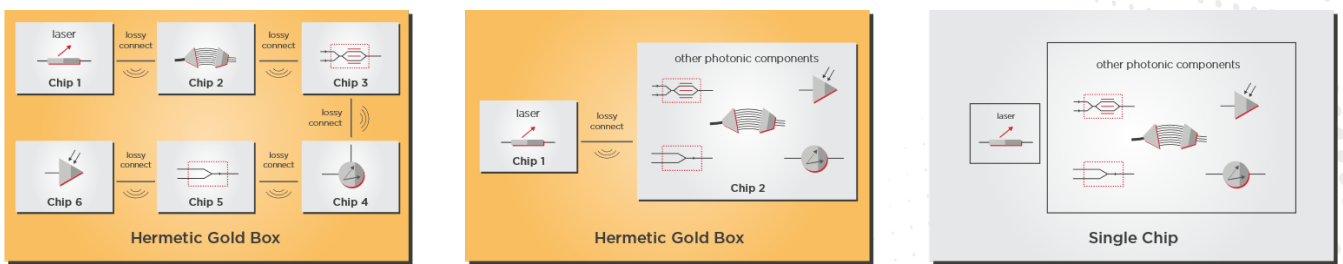 laser
Chip 1
lossy
connect
Chip 2
lossy
connect
Chip 3
lossy
connect
Chip 6
lossy
connect
Chip 5
lossy
connect
Chip 4
Hermetic Gold Box
laser
Chip 1
lossy
connect
other photonic components
Chip 2
Hermetic Gold Box
laser
other photonic components
Single Chip